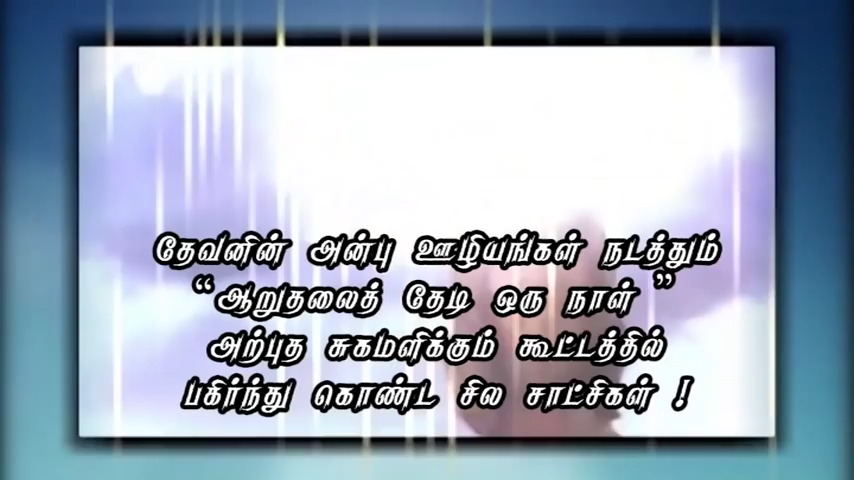 தேவனின் அன்பு ஊழியங்கள் நடத்தும்
“ஆறுதலைத் தேடி ஒரு நாள் ”
அற்புத சுகமளிக்கும் கூட்டத்தில்
பகிர்ந்து கொண்ட சில சாட்சிகள் !